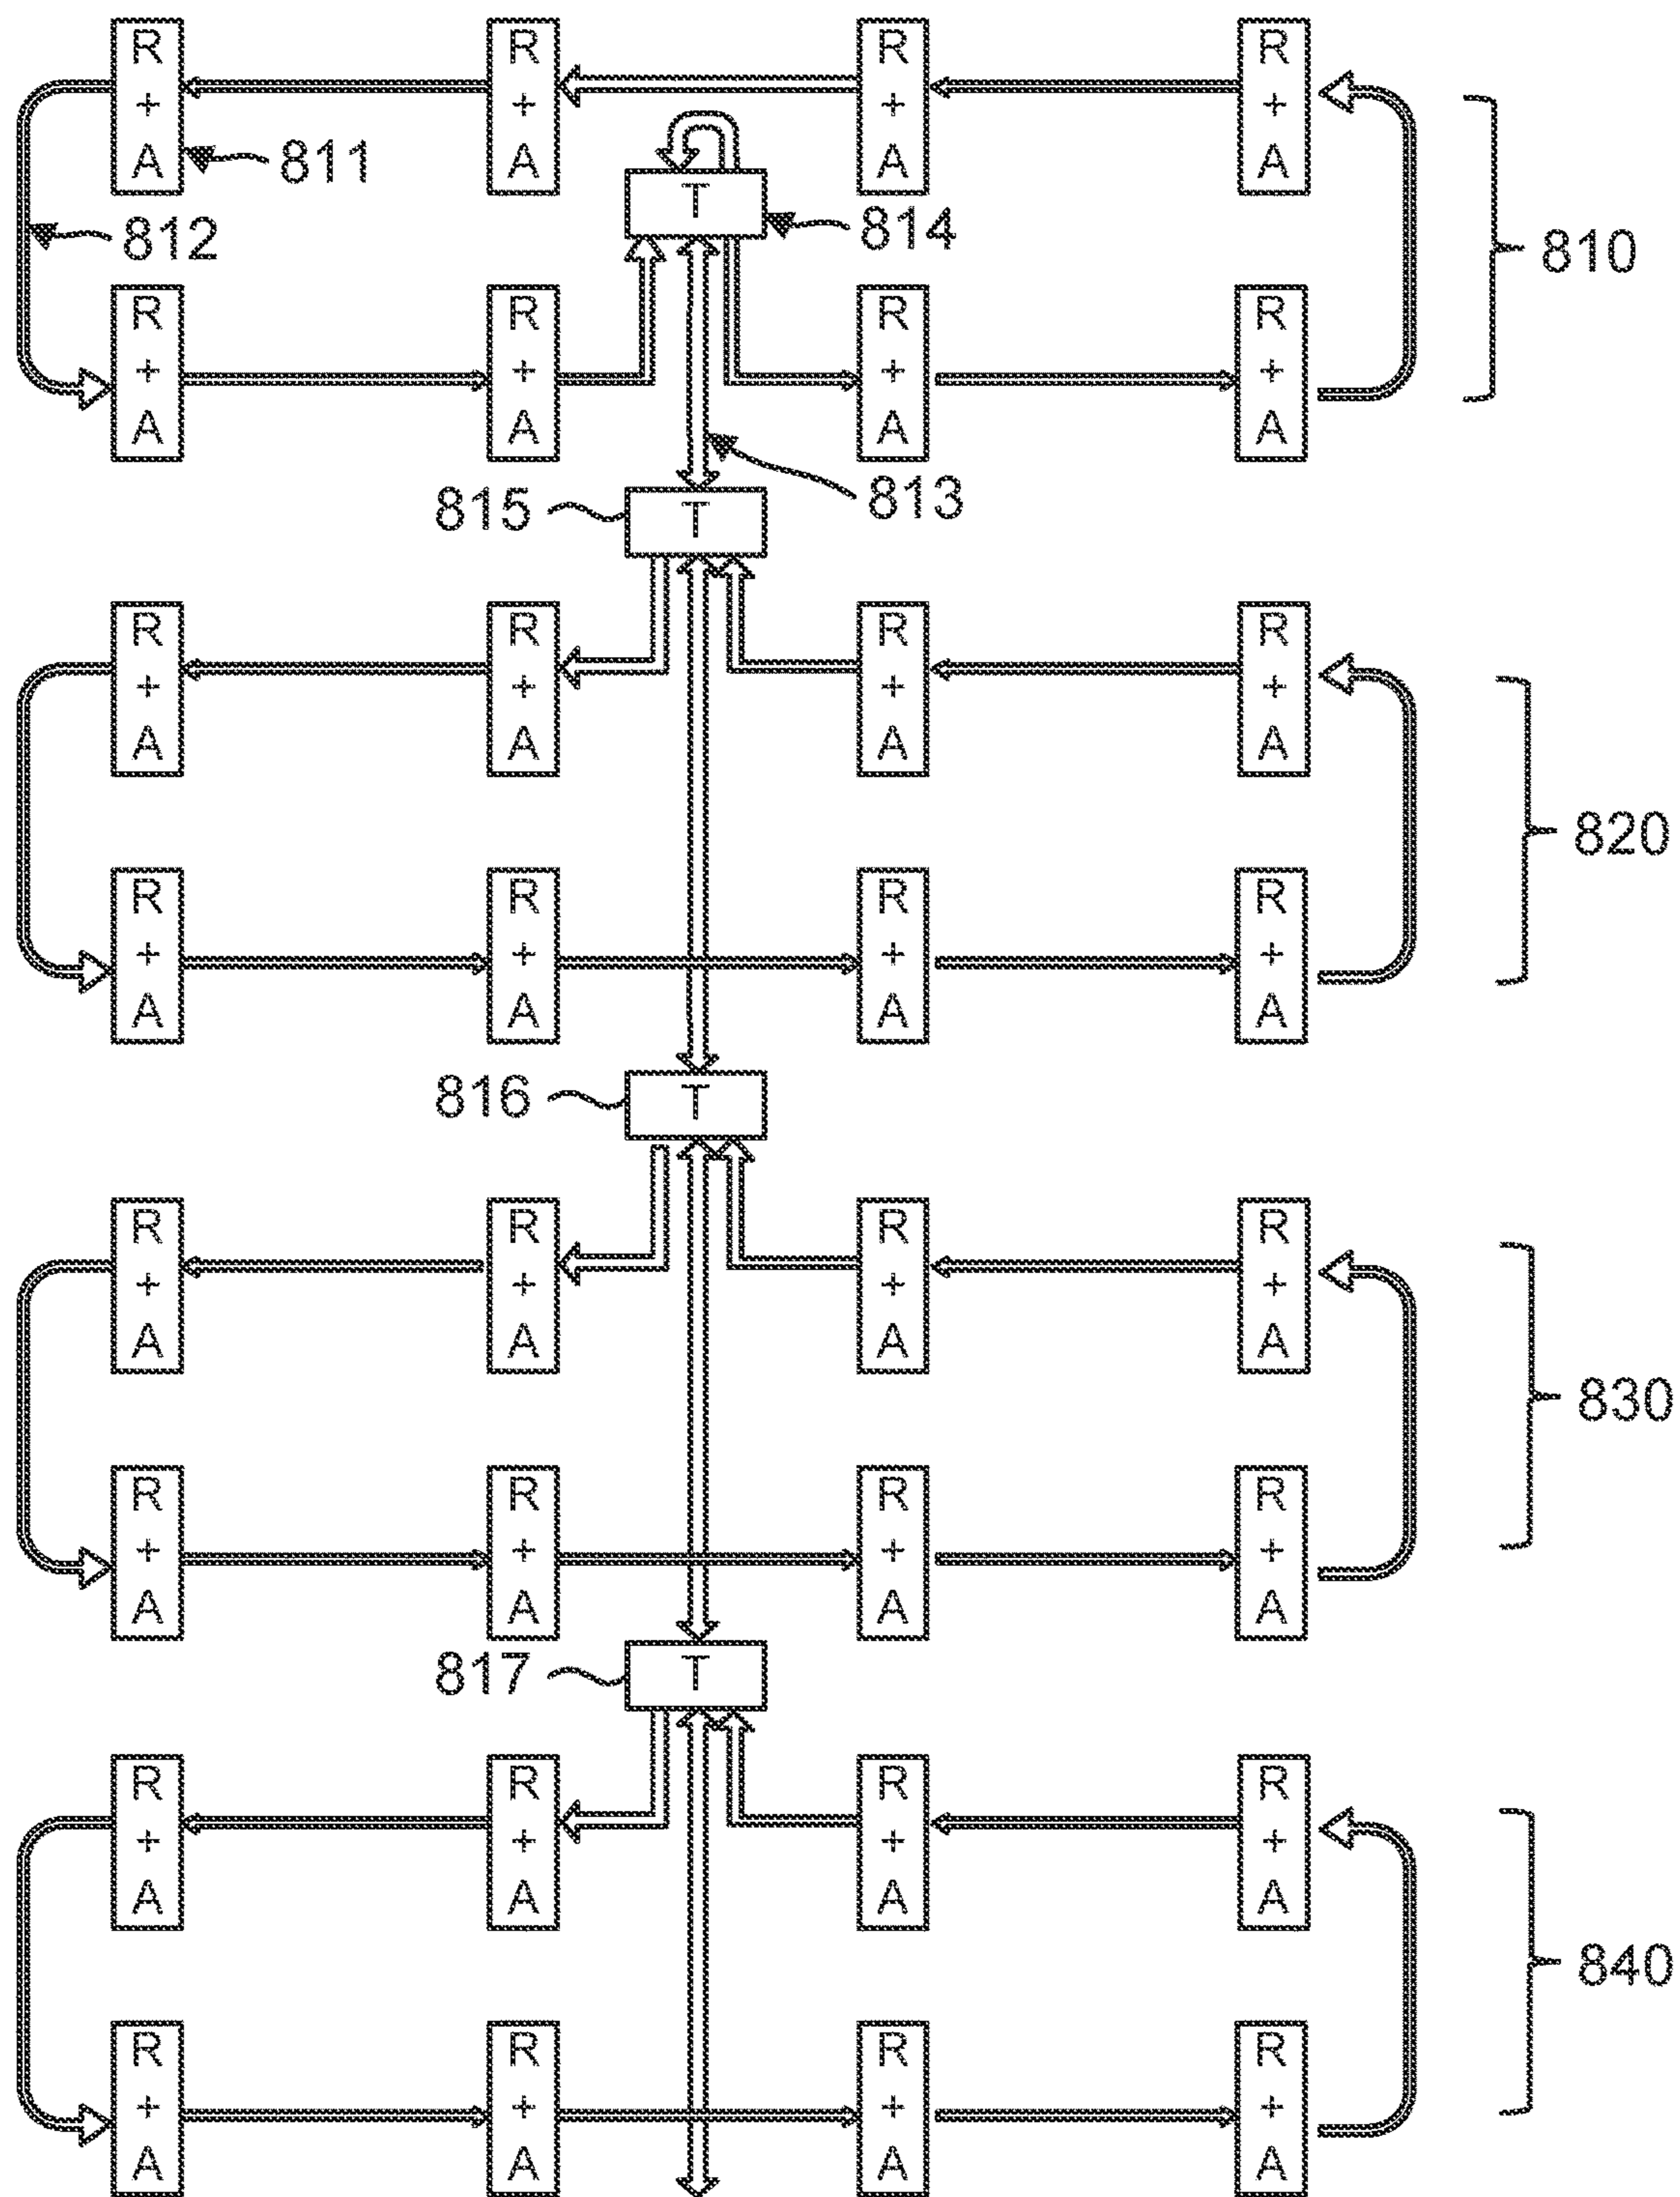 R R R R
+ + + +
A A A A
811
T
812
814
810
R R R R
+ + + +
A A A A
813
815 T
R R R R
+ + + +
A A A A
820
R R R R
+ + + +
A A A A
816 T
R R R R
+ + + +
A A A A
830
R R R R
+ + + +
A A A A
817 T
R R R R
+ + + +
A A A A
840
R R R R
+ + + +
A A A A